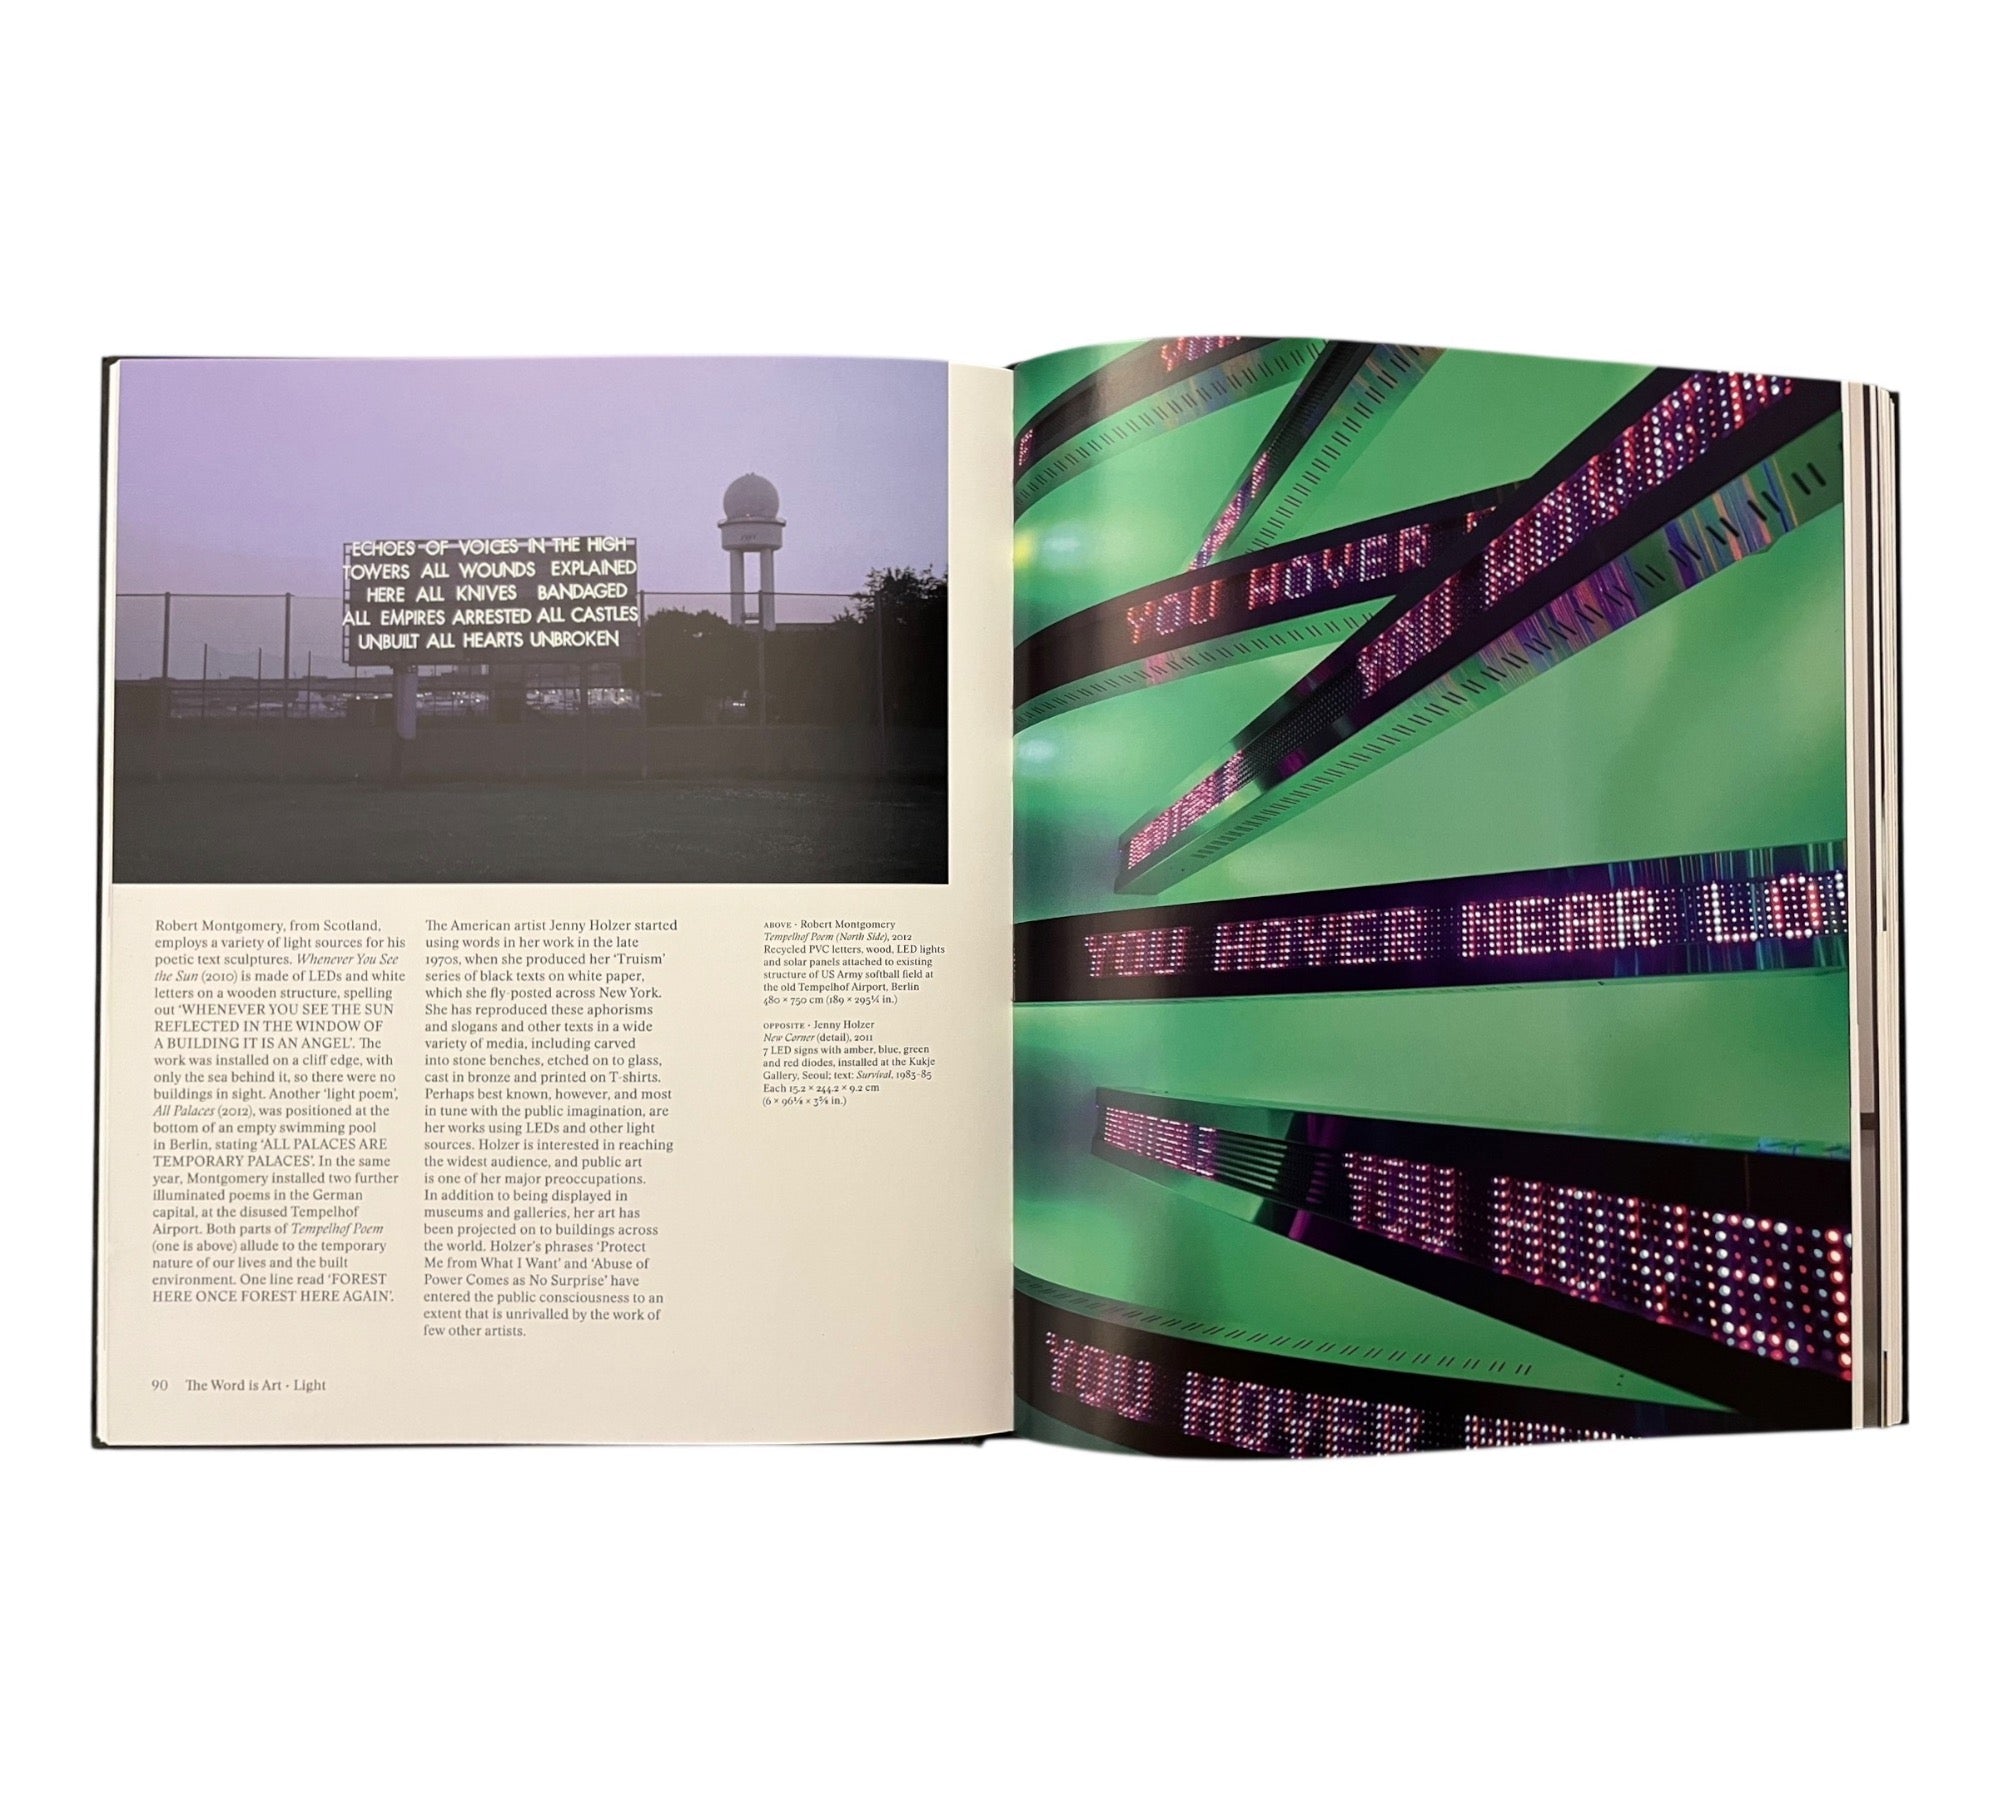 ECHOES OF VOICES IN THE HIGH
TOWERS ALL WOUNDS EXPLAINED
HERE ALL KNIVES BANDAGED
ALL EMPIRES ARRESTED ALL CASTLES
UNBUILT ALL HEARTS UNBROKEN
Robert Montgomery, from Scotland,
employs a variety of light sources for his
poetic text sculptures. Whenever You See
the Sun (2010) is made of LEDs and white
letters on a wooden structure, spelling
out ‘WHENEVER YOU SEE THE SUN
REFLECTED IN THE WINDOW OF
A BUILDING IT IS AN ANGEL’. The
work was installed on a cliff edge, with
only the sea behind it, so there were no
buildings in sight. Another ‘light poem’,
All Palaces (2012), was positioned at the
bottom of an empty swimming pool
in Berlin, stating ‘ALL PALACES ARE
TEMPORARY PALACES’. In the same
year, Montgomery installed two further
illuminated poems in the German
capital, at the disused Tempelhof
Airport. Both parts of Tempelhof Poem
(one is above) allude to the temporary
nature of our lives and the built
environment. One line read ‘FOREST
HERE ONCE FOREST HERE AGAIN’.
The American artist Jenny Holzer started
using words in her work in the late
1970s, when she produced her ‘Truism’
series of black texts on white paper,
which she fly-posted across New York.
She has reproduced these aphorisms
and slogans and other texts in a wide
variety of media, including carved
into stone benches, etched on to glass,
cast in bronze and printed on T-shirts.
Perhaps best known, however, and most
in tune with the public imagination, are
her works using LEDs and other light
sources. Holzer is interested in reaching
the widest audience, and public art
is one of her major preoccupations.
In addition to being displayed in
museums and galleries, her art has
been projected on to buildings across
the world. Holzer’s phrases ‘Protect
Me from What I Want’ and ‘Abuse of
Power Comes as No Surprise’ have
entered the public consciousness to an
extent that is unrivalled by the work of
few other artists.
ABOVE · Robert Montgomery
Tempelhof Poem (North Side), 2012
Recycled PVC letters, wood, LED lights
and solar panels attached to existing
structure of US Army softball field at
the old Tempelhof Airport, Berlin
480 × 750 cm (189 × 295¼ in.)
OPPOSITE · Jenny Holzer
New Corner (detail), 2011
7 LED signs with amber, blue, green
and red diodes, installed at the Kukje
Gallery, Seoul; text: Survival, 1983–85
Each 15.2 × 244.2 × 9.2 cm
(6 × 96⅛ × 3⅝ in.)
90 The Word is Art · Light
YOU HOVER
YOU HOVER NEAR LO
YOU HOVER
YOU HOVER